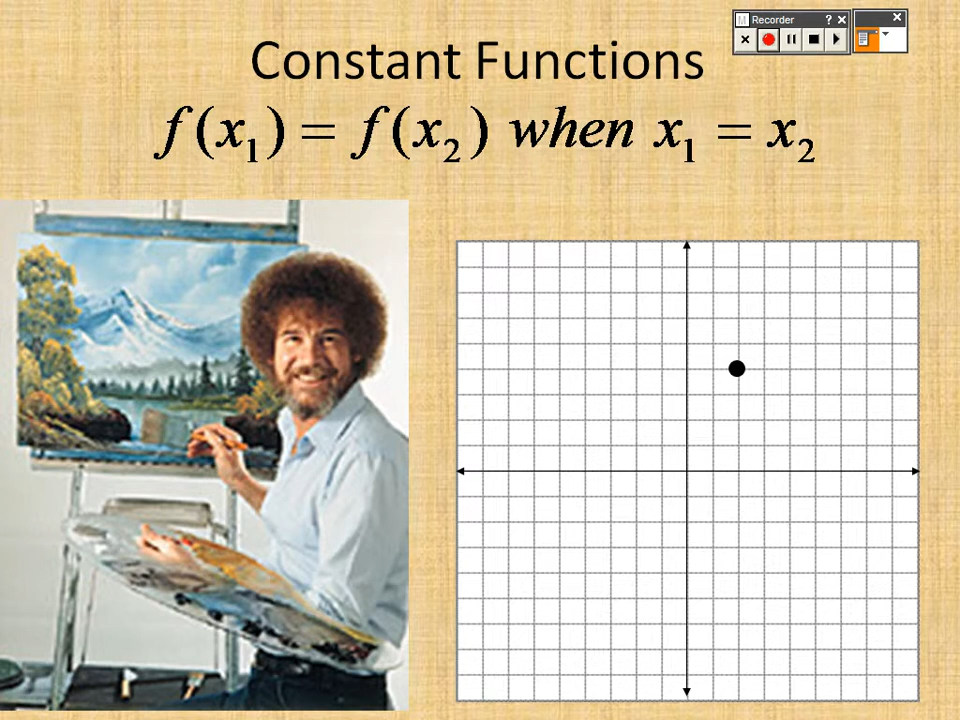 M Recorder ? x
Constant Functions
f(x₁) = f(x₂) when x₁ = x₂